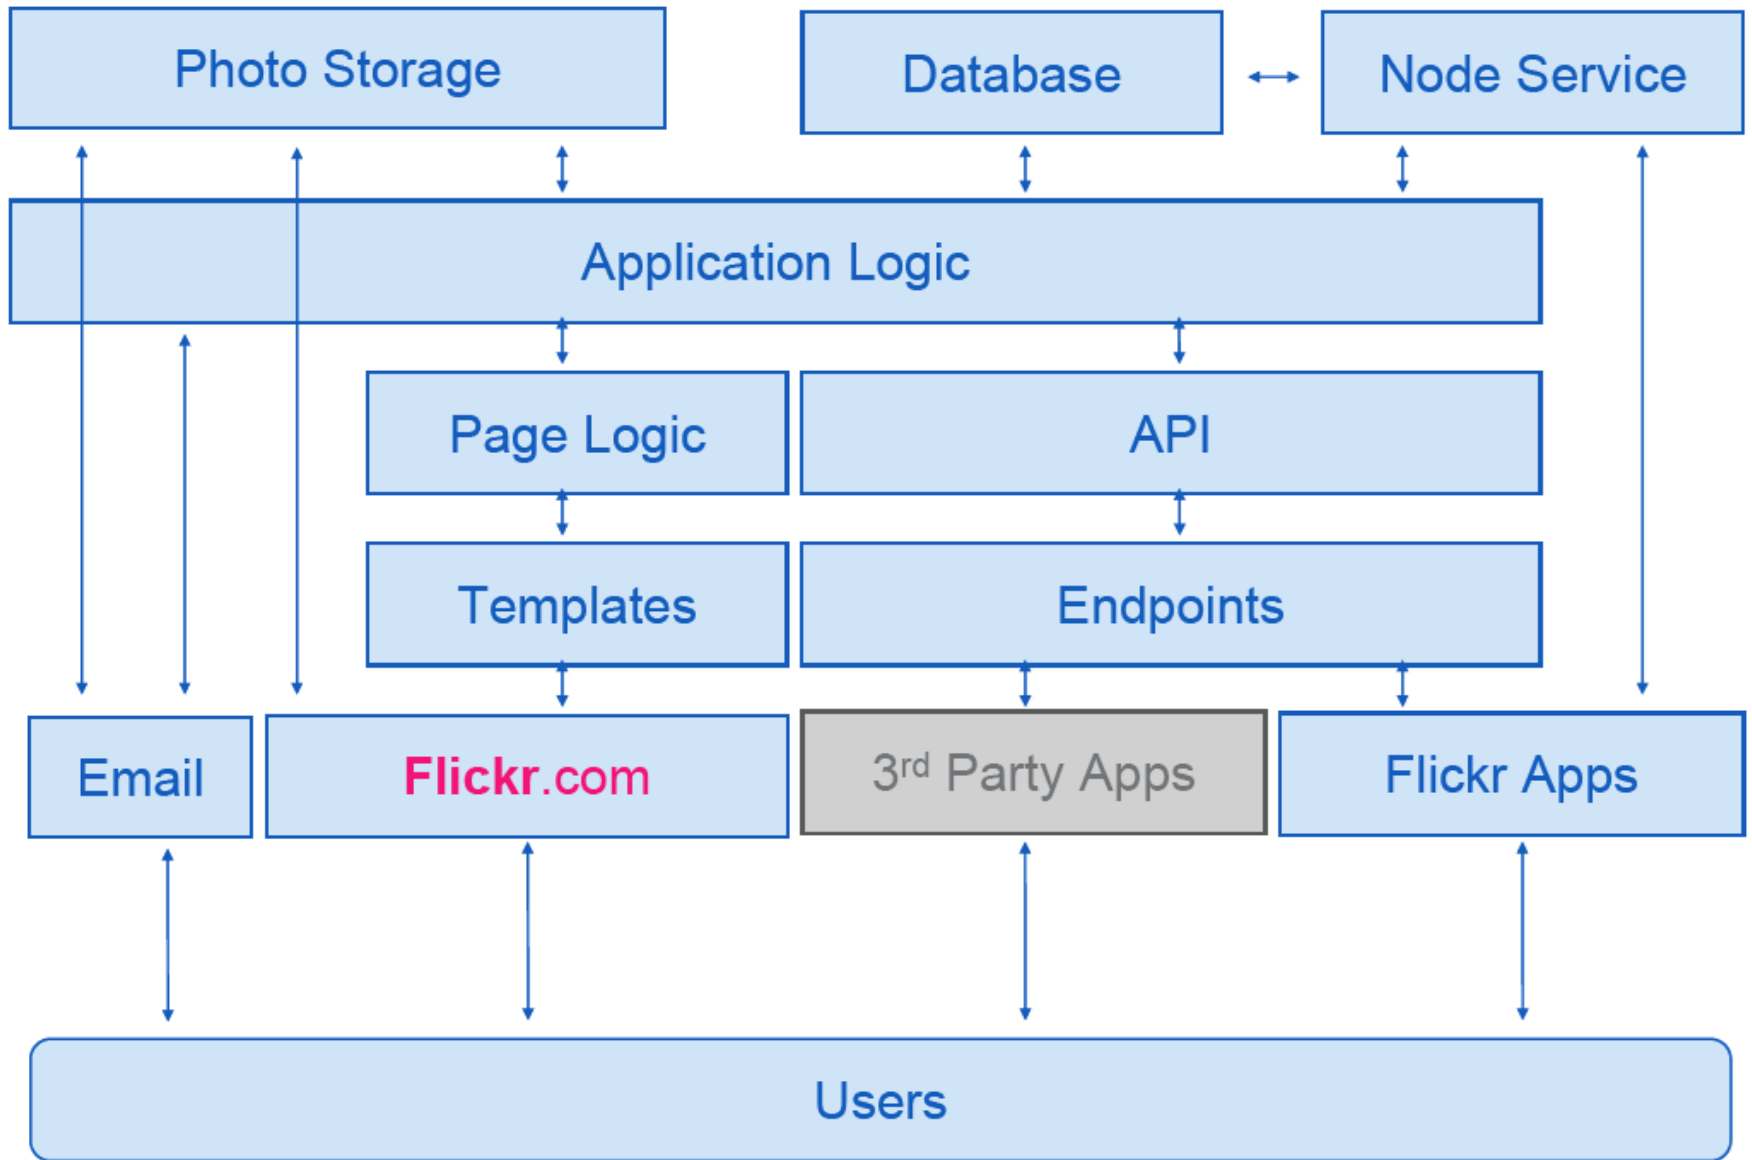 Photo Storage
Database
Node Service
Application Logic
Page Logic
API
Templates
Endpoints
Email
Flickr.com
3rd Party Apps
Flickr Apps
Users